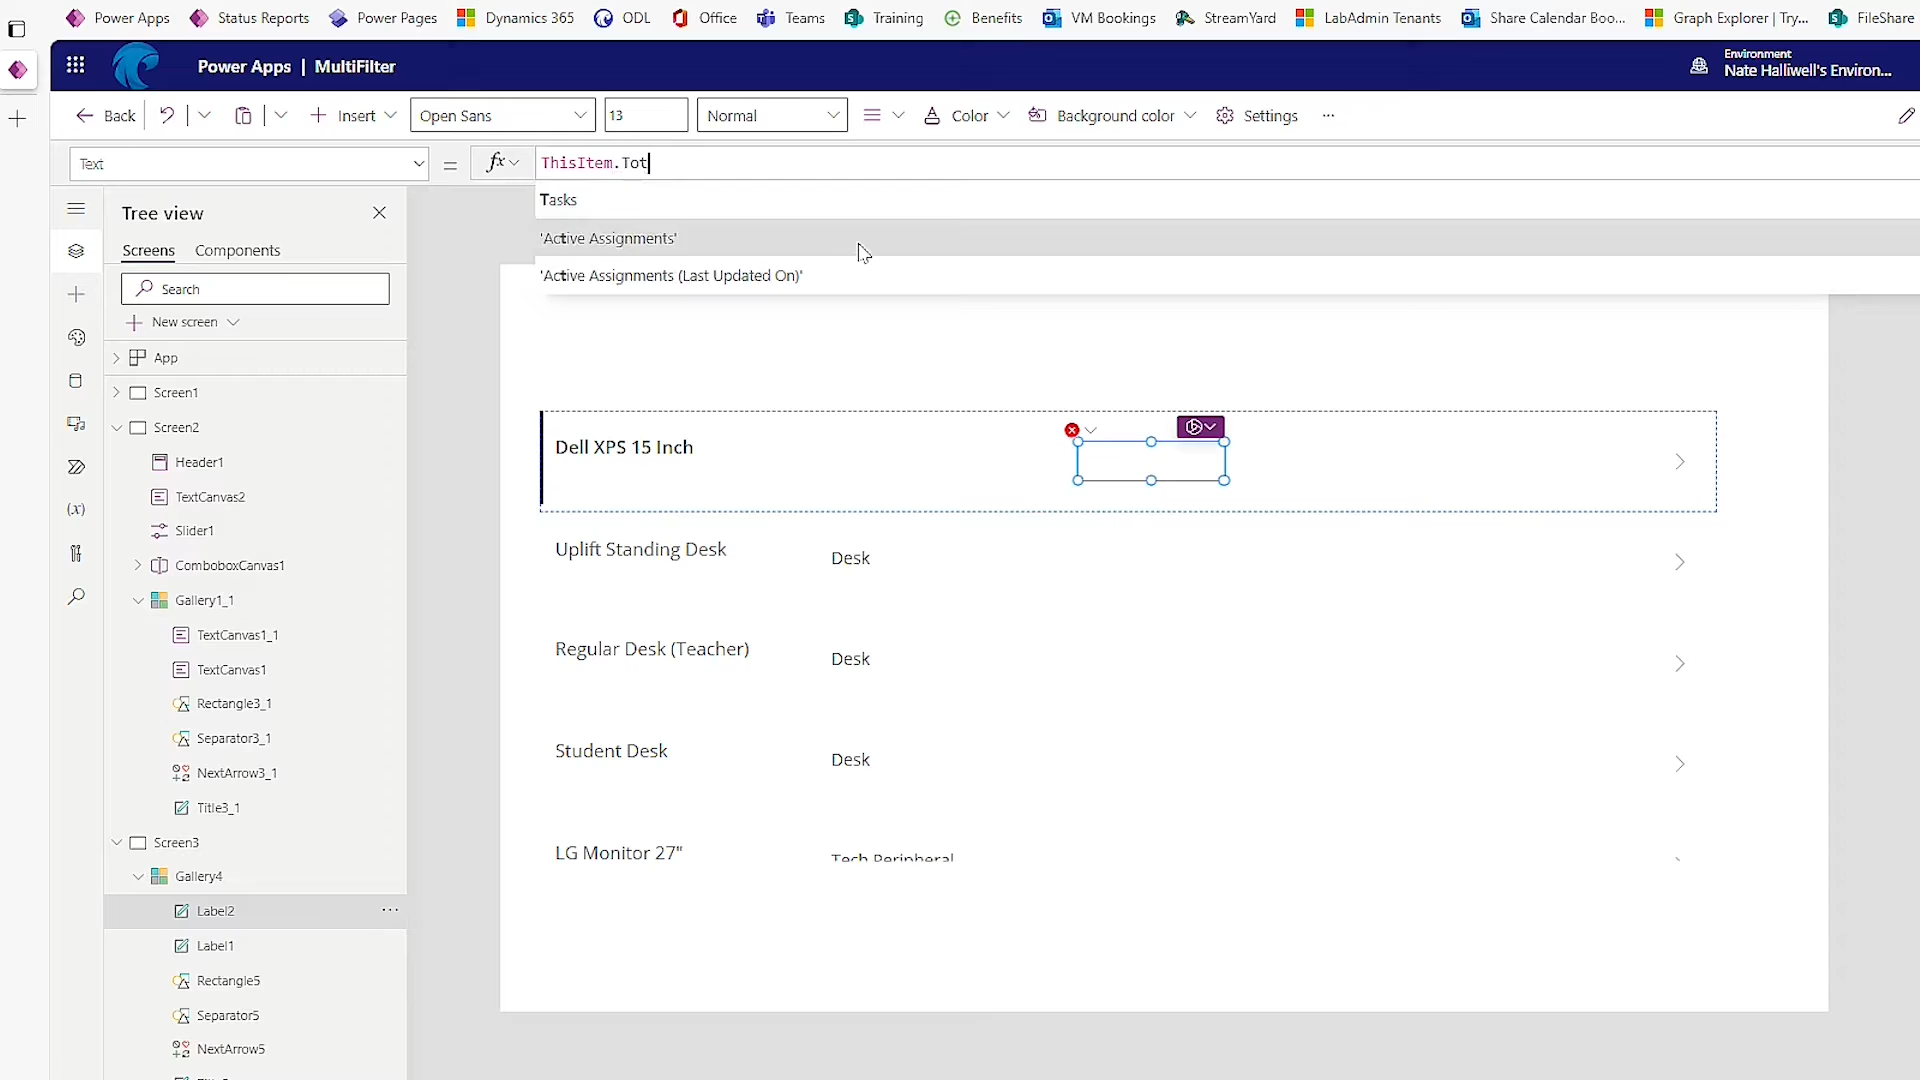 Power Apps Status Reports Power Pages Dynamics 365 ODL Office Teams Training Benefits VM Bookings StreamYard LabAdmin Tenants Share Calendar Boo... Graph Explorer | Try... FileShare
Power Apps | MultiFilter
Environment
Nate Halliwell's Environ...
Back Insert Open Sans 13 Normal Color Background color Settings ...
Text = fx ThisItem.Tot
Tasks
'Active Assignments'
'Active Assignments (Last Updated On)'
Tree view
Screens Components
Search
New screen
App
Screen1
Screen2
Header1
TextCanvas2
Slider1
ComboboxCanvas1
Gallery1_1
TextCanvas1_1
TextCanvas1
Rectangle3_1
Separator3_1
NextArrow3_1
Title3_1
Screen3
Gallery4
Label2 ...
Label1
Rectangle5
Separator5
NextArrow5
(x)
Dell XPS 15 Inch
Uplift Standing Desk Desk
Regular Desk (Teacher) Desk
Student Desk Desk
LG Monitor 27" Tech Peripheral